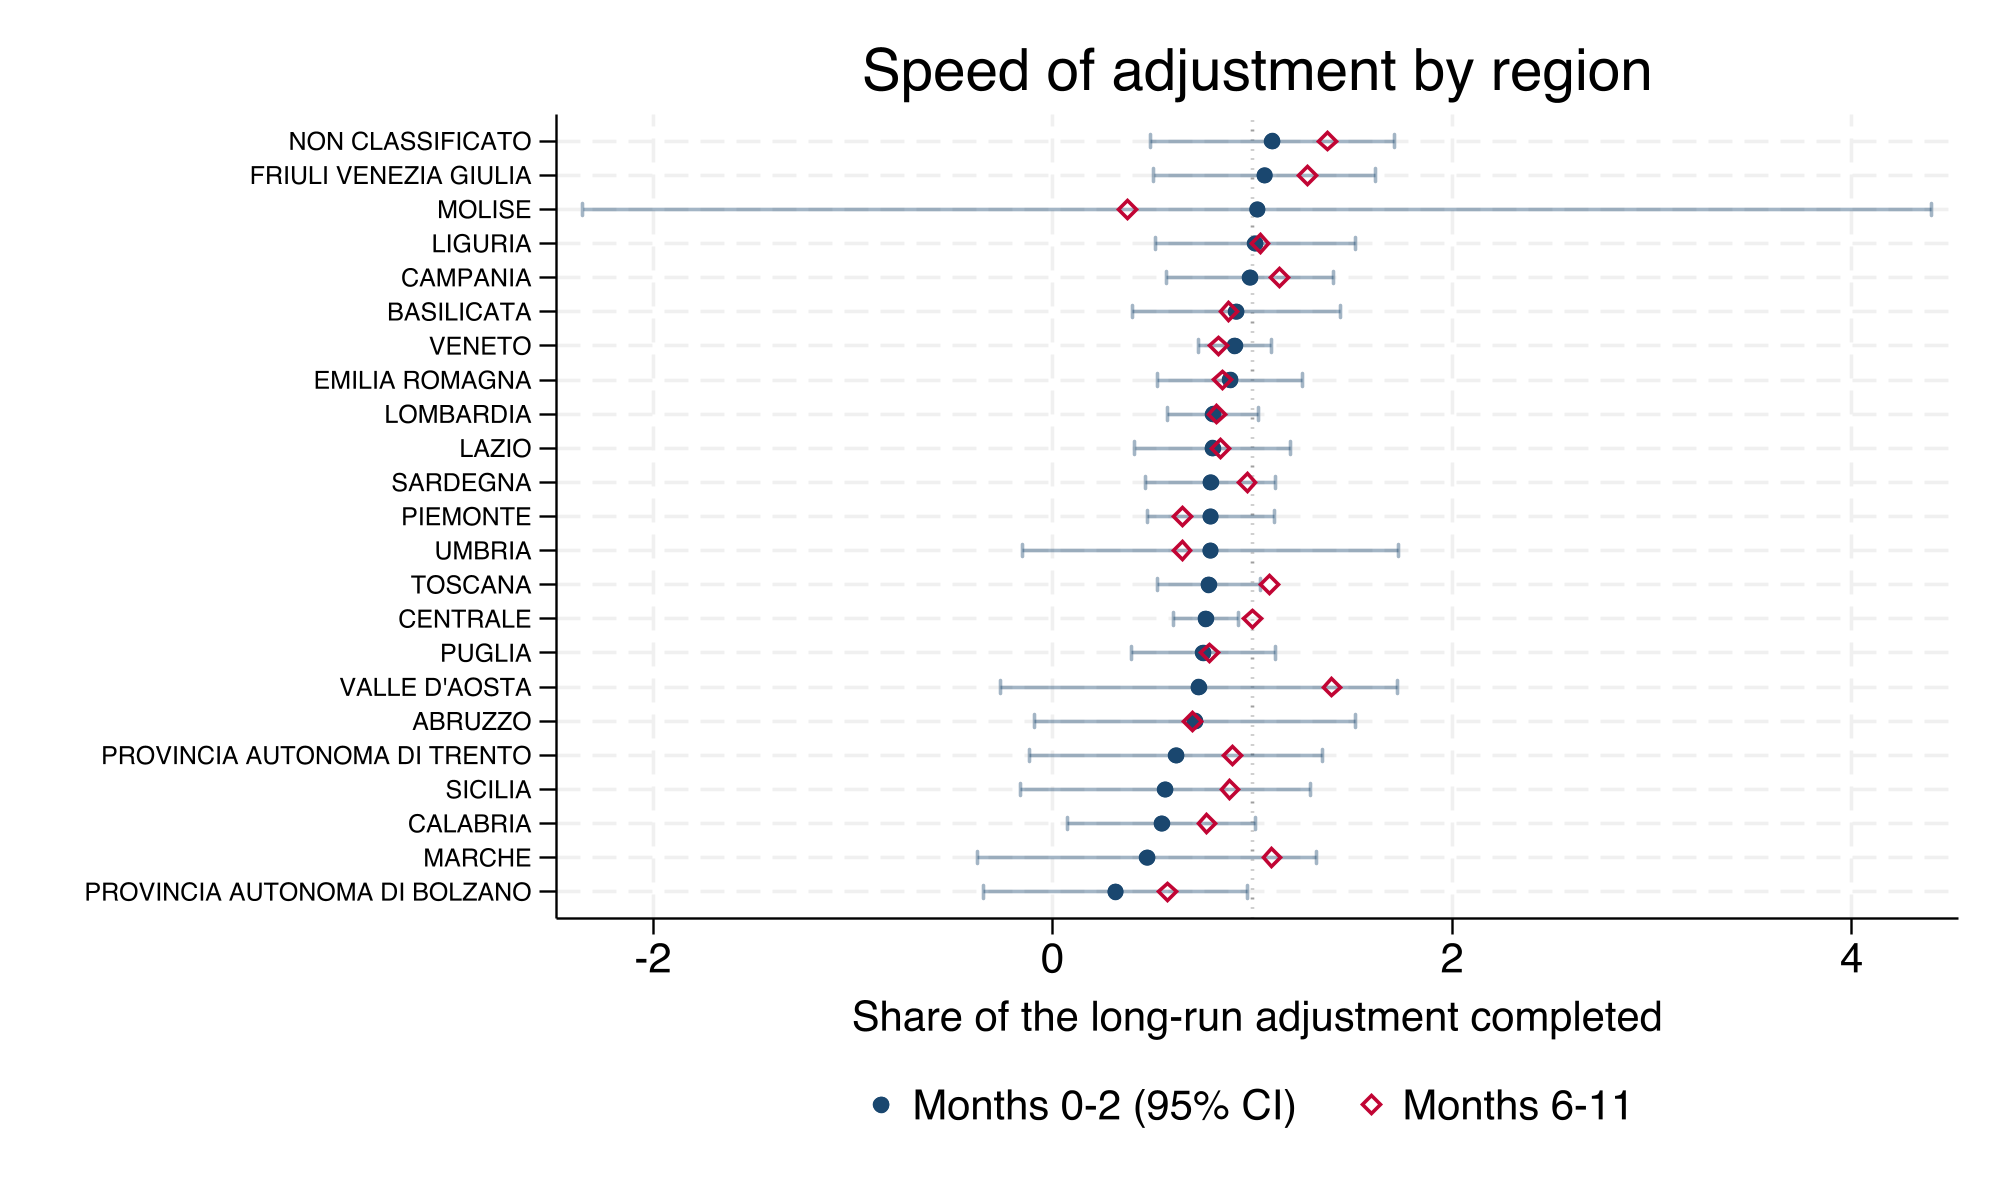 Speed of adjustment by region
NON CLASSIFICATO
FRIULI VENEZIA GIULIA
MOLISE
LIGURIA
CAMPANIA
BASILICATA
VENETO
EMILIA ROMAGNA
LOMBARDIA
LAZIO
SARDEGNA
PIEMONTE
UMBRIA
TOSCANA
CENTRALE
PUGLIA
VALLE D'AOSTA
ABRUZZO
PROVINCIA AUTONOMA DI TRENTO
SICILIA
CALABRIA
MARCHE
PROVINCIA AUTONOMA DI BOLZANO
-2 0 2 4
Share of the long-run adjustment completed
Months 0-2 (95% CI) Months 6-11